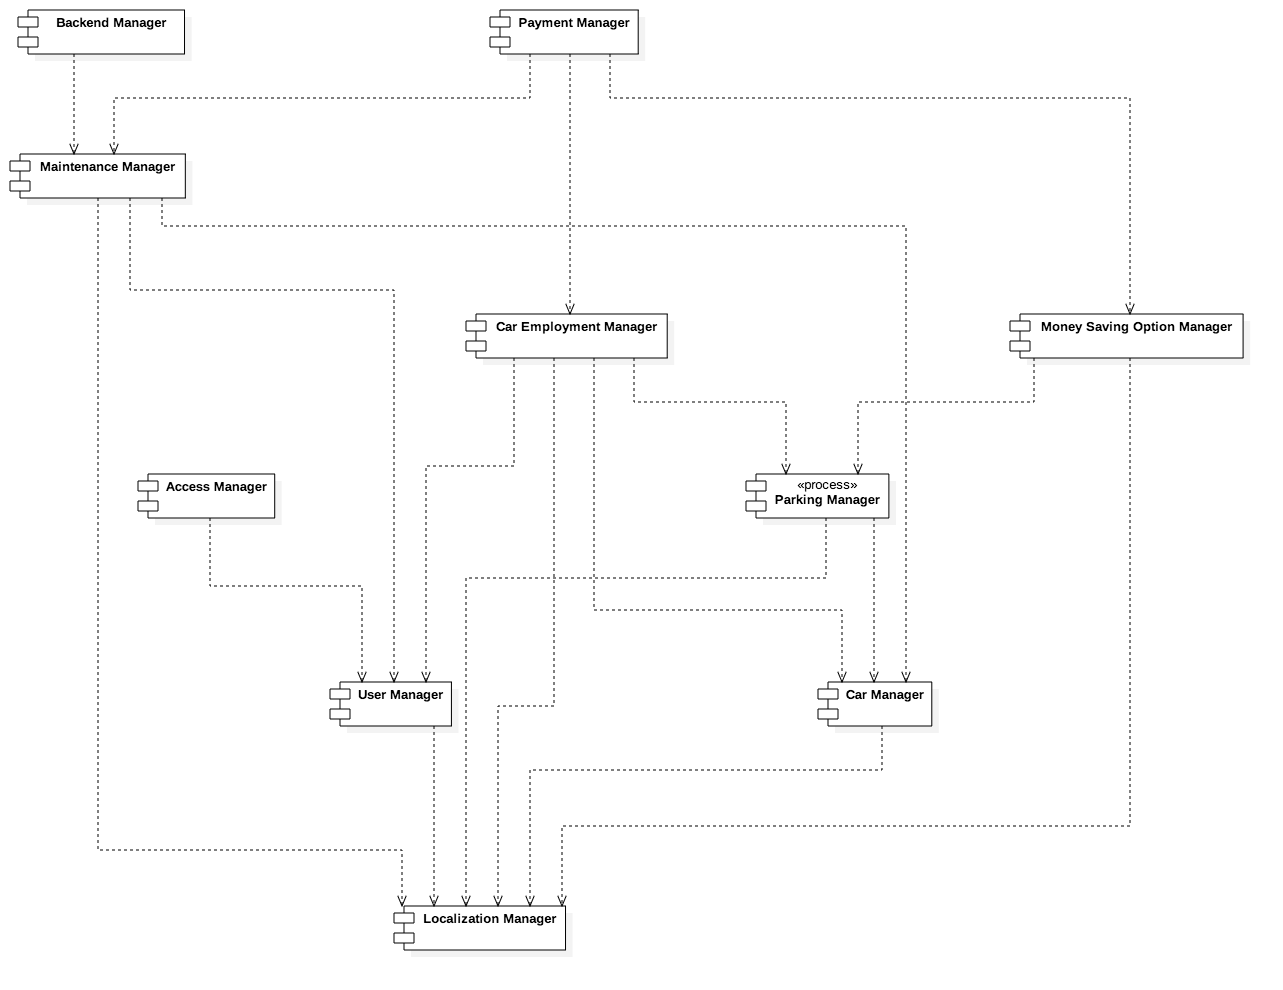 Backend Manager
Payment Manager
Maintenance Manager
Car Employment Manager
Money Saving Option Manager
Access Manager
«process»
Parking Manager
User Manager
Car Manager
Localization Manager